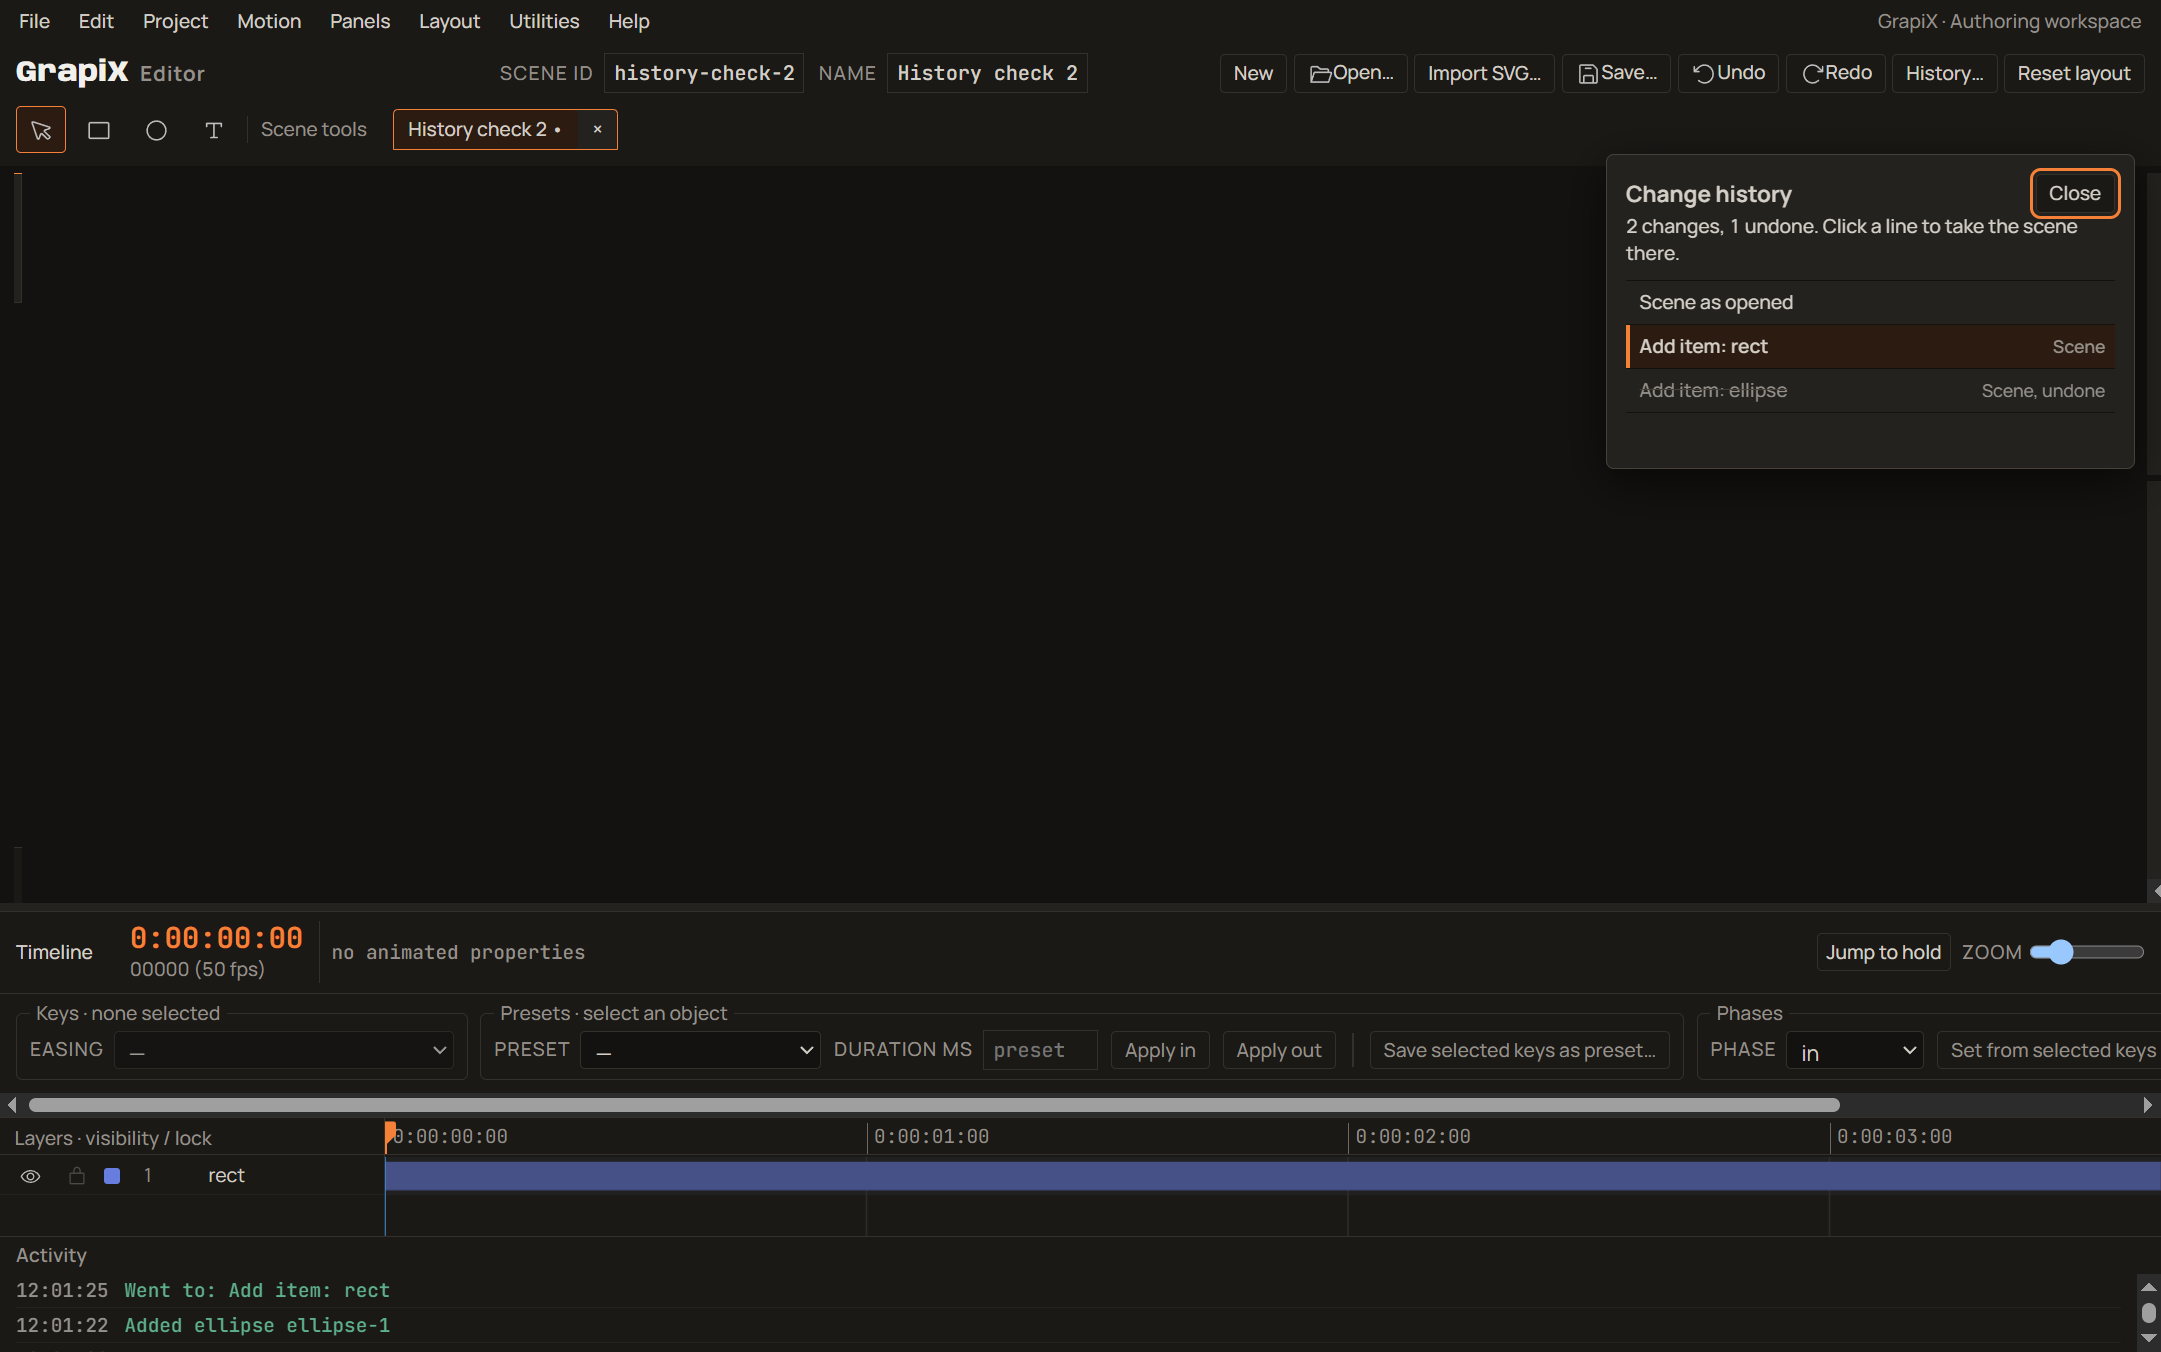 File Edit Project Motion Panels Layout Utilities Help GrapiX · Authoring workspace
GrapiX Editor SCENE ID history-check-2 NAME History check 2 New Open... Import SVG... Save... Undo Redo History... Reset layout
T Scene tools History check 2 • ×
Change history Close
2 changes, 1 undone. Click a line to take the scene
there.
Scene as opened
Add item: rect Scene
Add item: ellipse Scene, undone
Timeline 0:00:00:00 no animated properties Jump to hold ZOOM
00000 (50 fps)
Keys · none selected Presets · select an object Phases
EASING — PRESET — DURATION MS preset Apply in Apply out Save selected keys as preset... PHASE in Set from selected keys
Layers · visibility / lock 0:00:00:00 0:00:01:00 0:00:02:00 0:00:03:00
1 rect
Activity
12:01:25 Went to: Add item: rect
12:01:22 Added ellipse ellipse-1